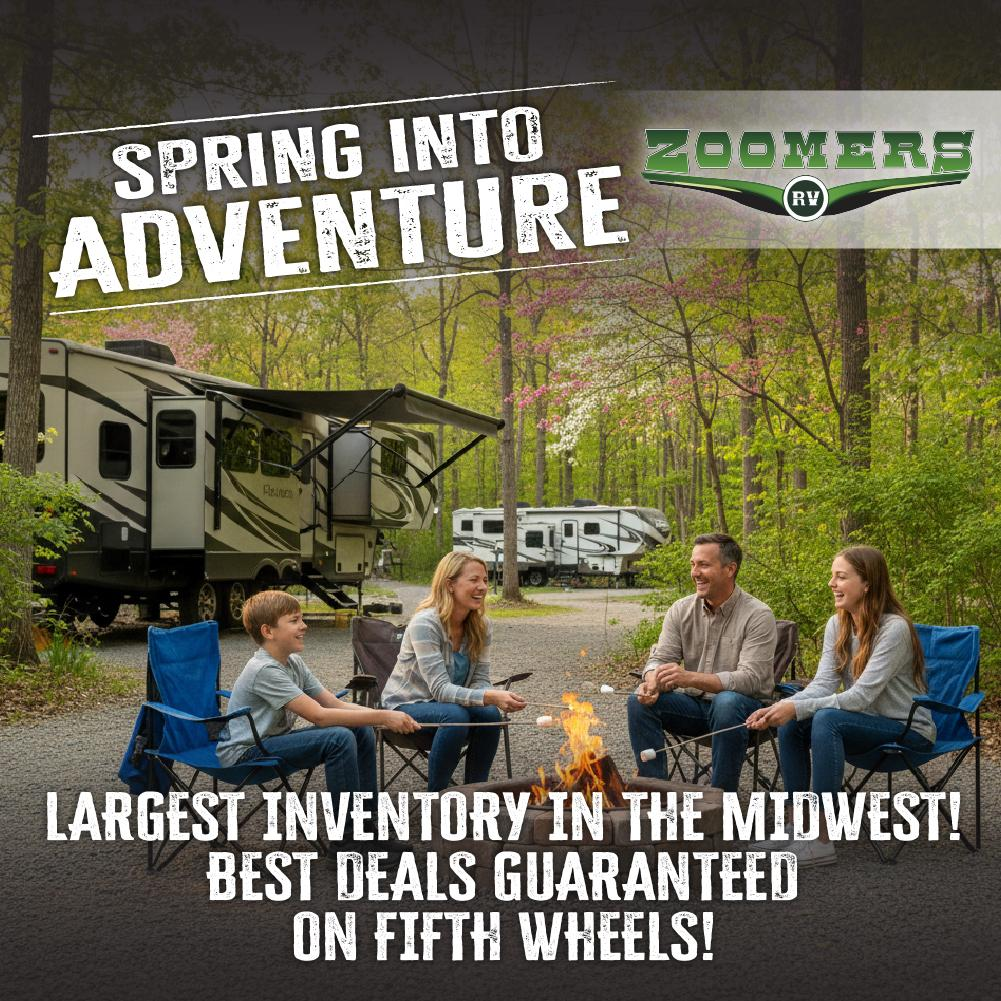 SPRING INTO
ADVENTURE
ZOOMERS
RV
LARGEST INVENTORY IN THE MIDWEST!
BEST DEALS GUARANTEED
ON FIFTH WHEELS!